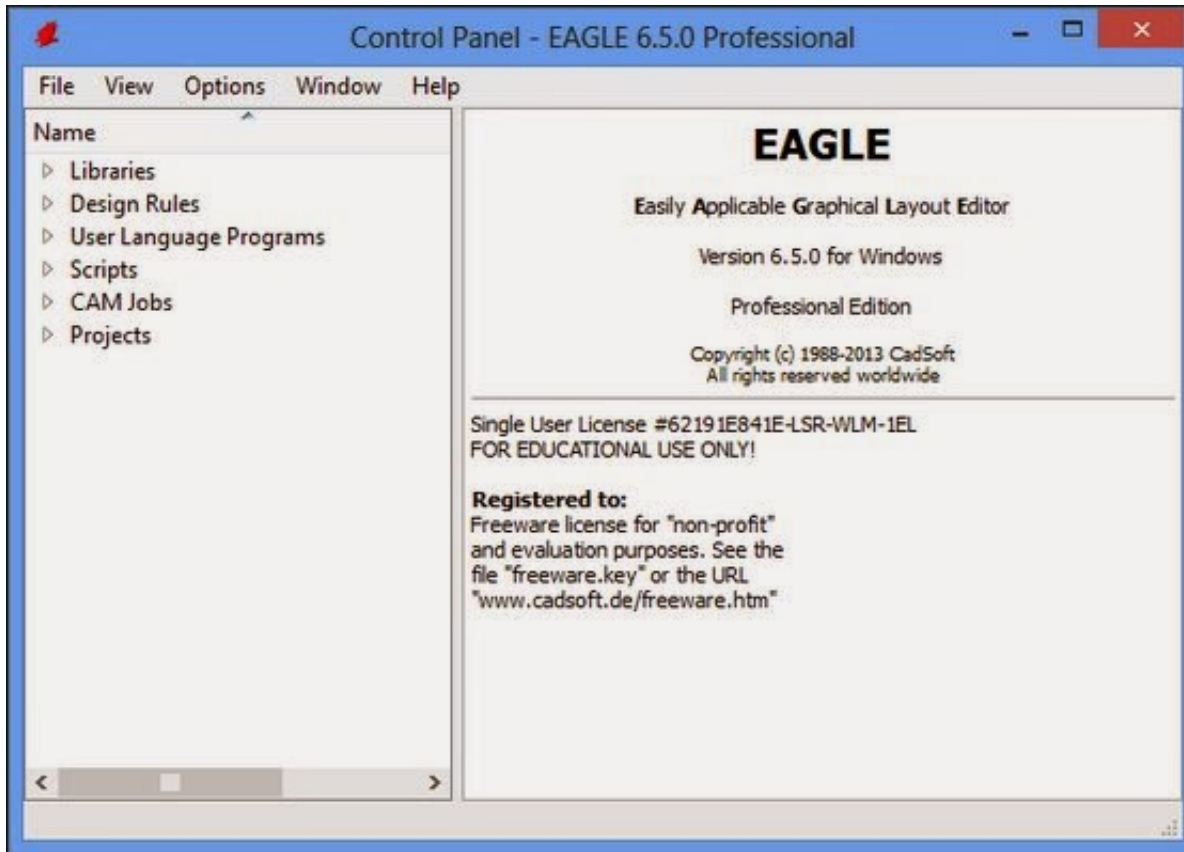 Control Panel - EAGLE 6.5.0 Professional
File View Options Window Help
Name
Libraries
Design Rules
User Language Programs
Scripts
CAM Jobs
Projects
EAGLE
Easily Applicable Graphical Layout Editor
Version 6.5.0 for Windows
Professional Edition
Copyright (c) 1988-2013 CadSoft
All rights reserved worldwide
Single User License #62191E841E-LSR-WLM-1EL
FOR EDUCATIONAL USE ONLY!
Registered to:
Freeware license for "non-profit"
and evaluation purposes. See the
file "freeware.key" or the URL
"www.cadsoft.de/freeware.htm"